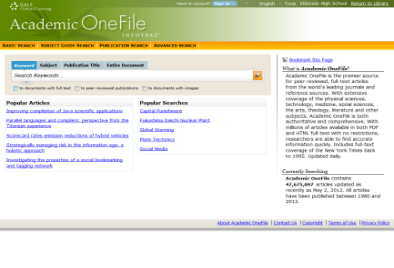 GALE
Need an account? Sign In English Tools Eldorado High School Return to Library
Academic OneFile
INFOTRAC
BASIC SEARCH SUBJECT GUIDE SEARCH PUBLICATION SEARCH ADVANCED SEARCH
Keyword Subject Publication Title Entire Document
Search Keywords...
to documents with full text to peer-reviewed publications to documents with images
Popular Articles
Improving compilation of Java scientific applications
Parallel languages and compilers: perspective from the Titanium experience
Scorecard rates emission reductions of hybrid vehicles
Strategically managing risk in the information age: a holistic approach
Investigating the properties of a social bookmarking and tagging network
Popular Searches
Capital Punishment
Fukushima Daiichi Nuclear Plant
Global Warming
Plate Tectonics
Social Media
Bookmark this Page
What is Academic OneFile?
Academic OneFile is the premier source
for peer-reviewed, full-text articles
from the world's leading journals and
reference sources. With extensive
coverage of the physical sciences,
technology, medicine, social sciences,
the arts, theology, literature and other
subjects, Academic OneFile is both
authoritative and comprehensive. With
millions of articles available in both PDF
and HTML full-text with no restrictions,
researchers are able to find accurate
information quickly. Includes full-text
coverage of the New York Times back
to 1995. Updated daily.
Currently Searching
Academic OneFile contains
47,625,097 articles updated as
recently as May 2, 2012. All articles
have been published between 1980 and
2012.
About Academic OneFile | Contact Us | Copyright | Terms of Use | Privacy Policy